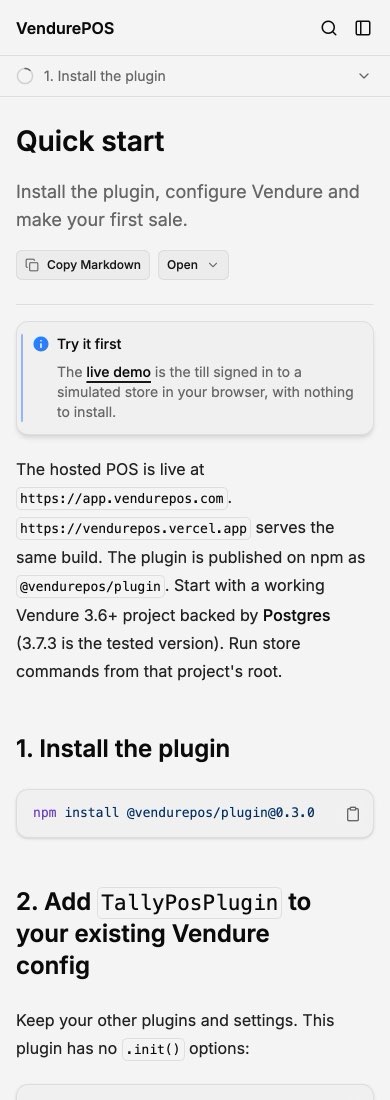 VendurePOS
1. Install the plugin
Quick start
Install the plugin, configure Vendure and
make your first sale.
Copy Markdown
Open
Try it first
The live demo is the till signed in to a
simulated store in your browser, with nothing
to install.
The hosted POS is live at
https://app.vendurepos.com.
https://vendurepos.vercel.app serves the
same build. The plugin is published on npm as
@vendurepos/plugin. Start with a working
Vendure 3.6+ project backed by Postgres
(3.7.3 is the tested version). Run store
commands from that project's root.
1. Install the plugin
npm install @vendurepos/plugin@0.3.0
2. Add TallyPosPlugin to
your existing Vendure
config
Keep your other plugins and settings. This
plugin has no .init() options: